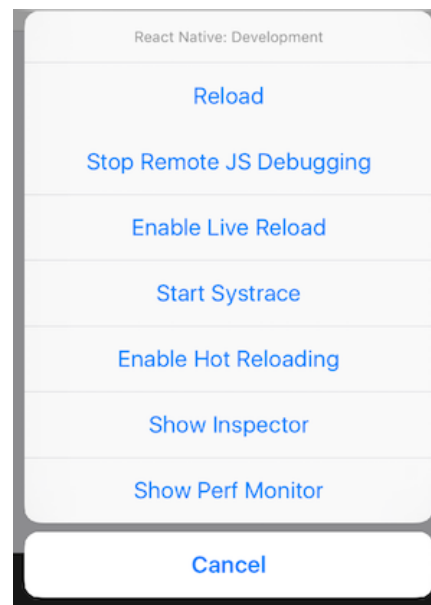 React Native: Development
Reload
Stop Remote JS Debugging
Enable Live Reload
Start Systrace
Enable Hot Reloading
Show Inspector
Show Perf Monitor
Cancel